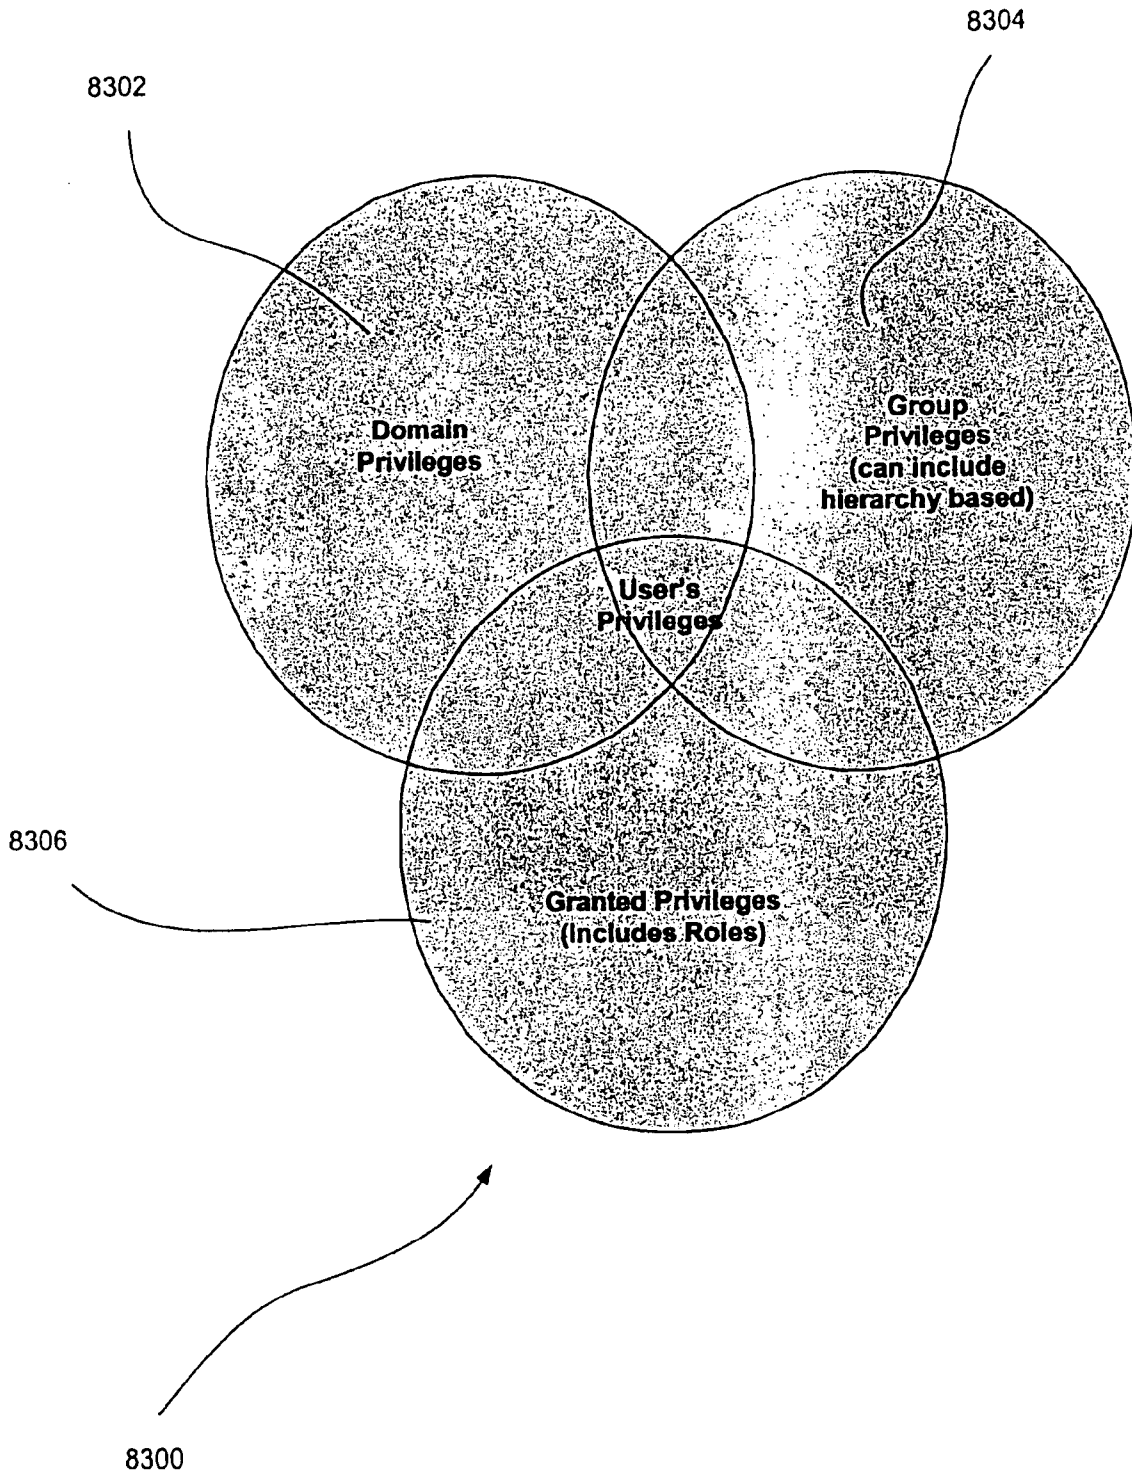 8304
8302
Domain
Privileges
Group
Privileges
(can include
hierarchy based)
User's
Privileges
8306
Granted Privileges
(Includes Roles)
8300